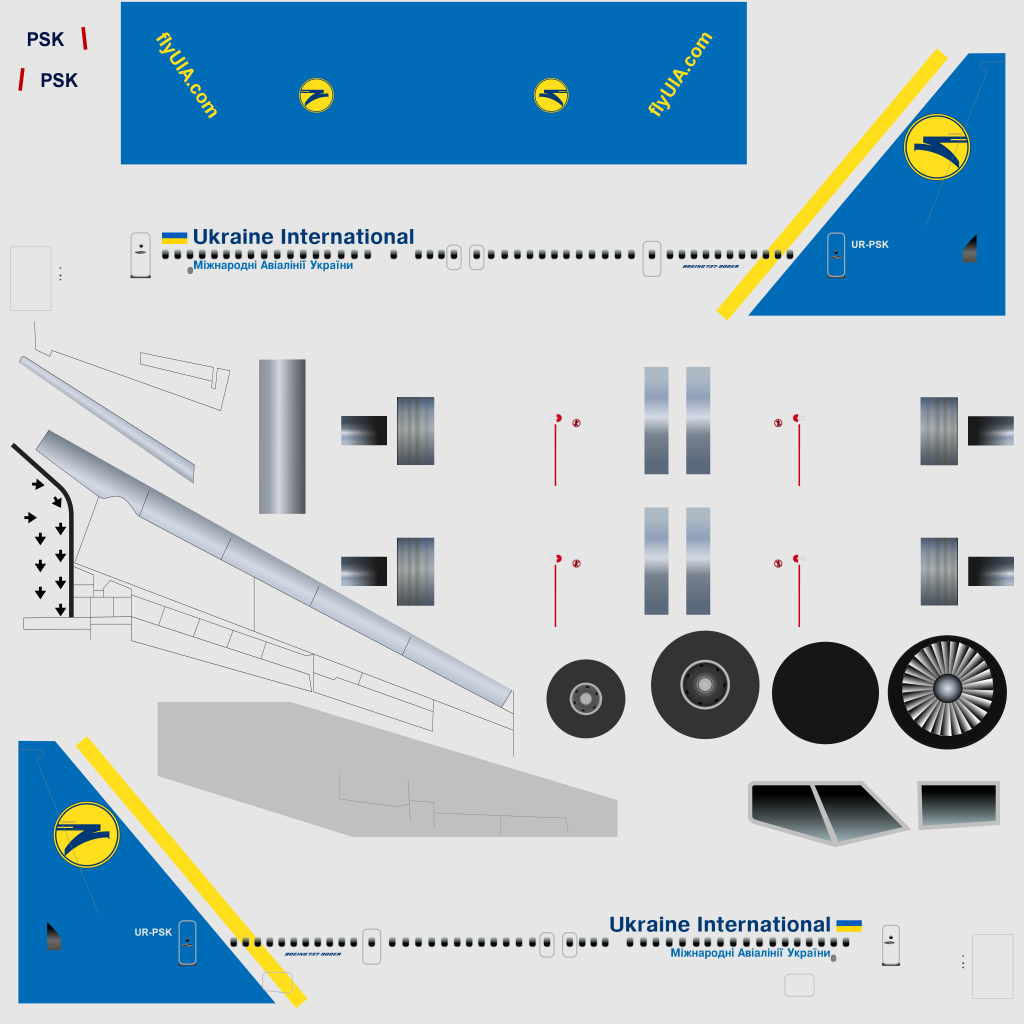 PSK
PSK
flyUIA.com
flyUIA.com
Ukraine International
Міжнародні Авіалінії України
BOEING 737-900ER
UR-PSK
UR-PSK
BOEING 737-900ER
Ukraine International
Міжнародні Авіалінії України